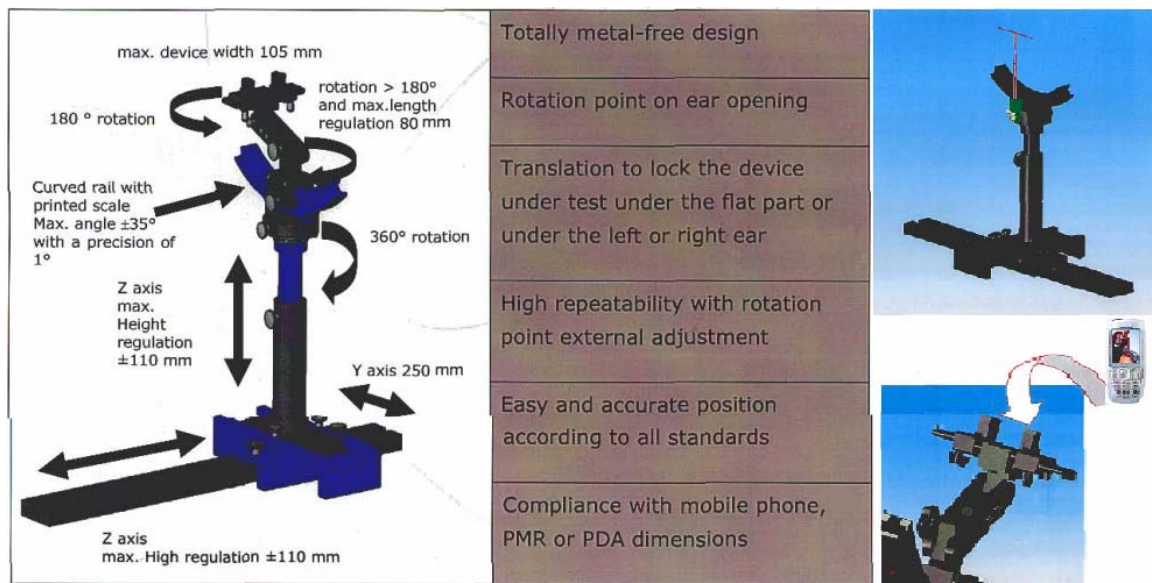 max. device width 105 mm
rotation > 180°
and max.length
regulation 80 mm
180 ° rotation
Curved rail with
printed scale
Max. angle ±35°
with a precision of
1°
360° rotation
Z axis
max.
Height
regulation
±110 mm
Y axis 250 mm
Z axis
max. High regulation ±110 mm
Totally metal-free design
Rotation point on ear opening
Translation to lock the device
under test under the flat part or
under the left or right ear
High repeatability with rotation
point external adjustment
Easy and accurate position
according to all standards
Compliance with mobile phone,
PMR or PDA dimensions